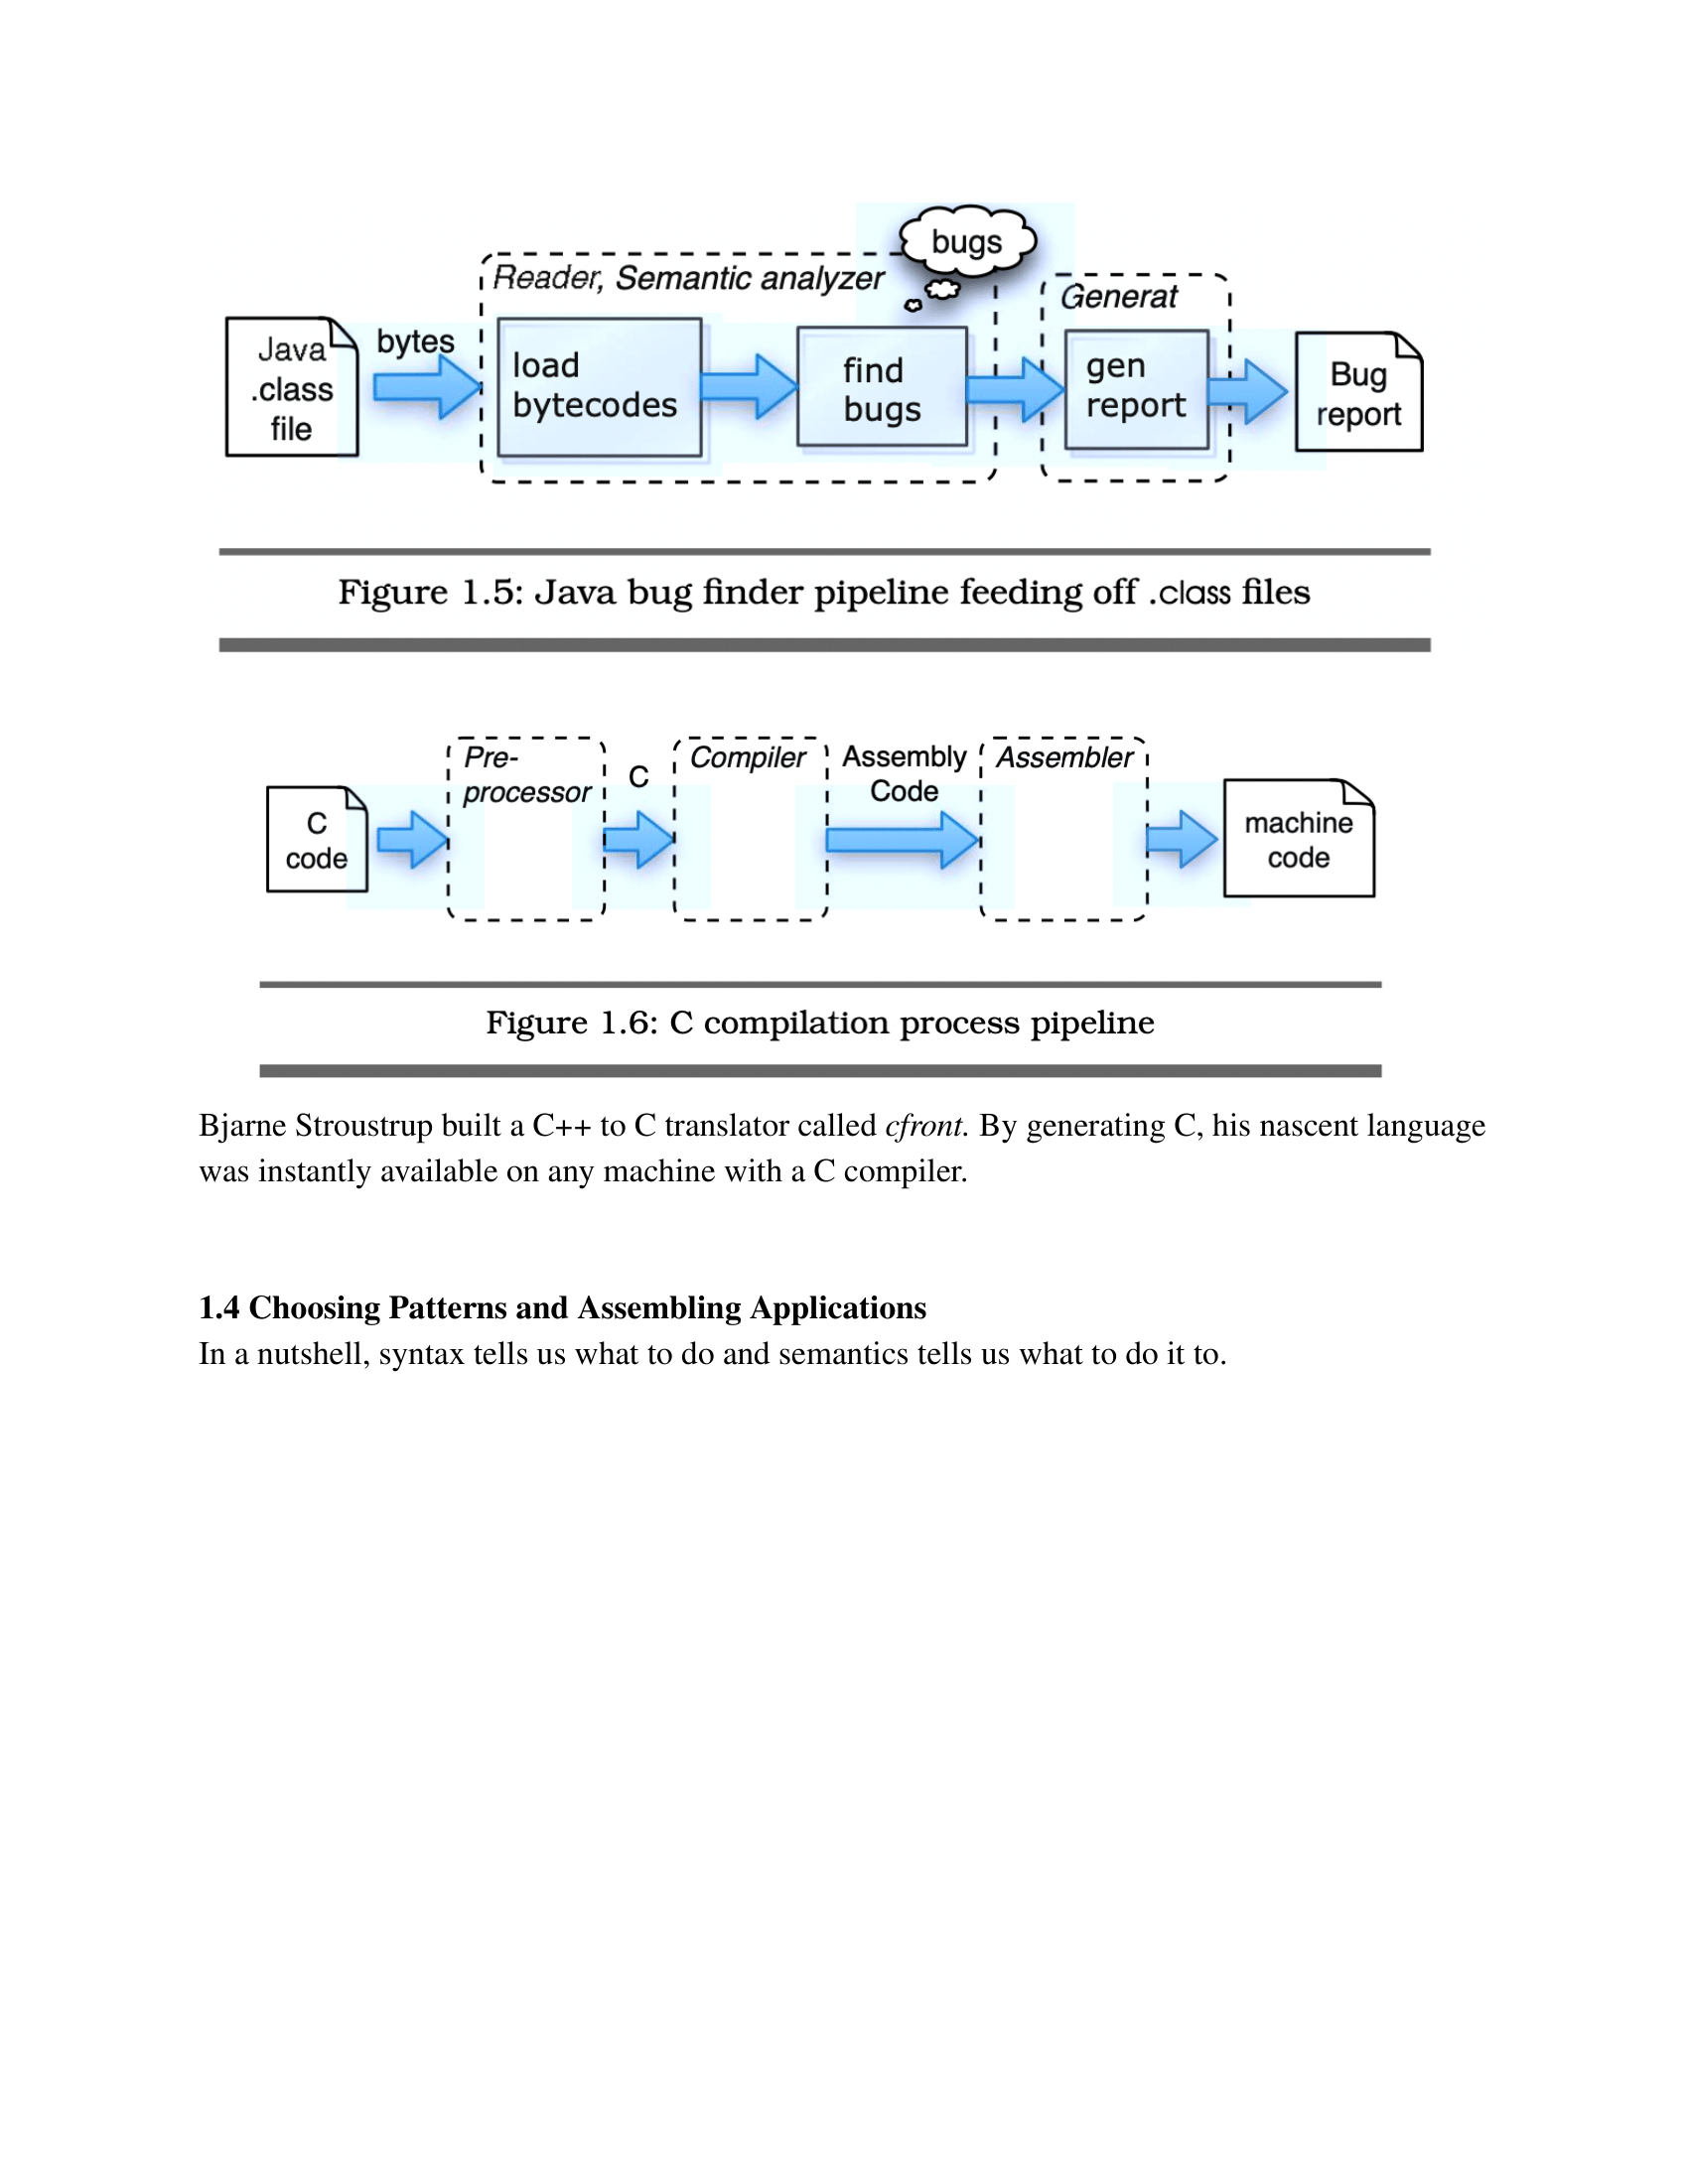 bugs
Reader, Semantic analyzer
Generat
Java
.class
file
bytes
load
bytecodes
find
bugs
gen
report
Bug
report
Figure 1.5: Java bug finder pipeline feeding off .class files
Pre-
processor
C
Compiler
Assembly
Code
Assembler
C
code
machine
code
Figure 1.6: C compilation process pipeline
Bjarne Stroustrup built a C++ to C translator called cfront. By generating C, his nascent language
was instantly available on any machine with a C compiler.
1.4 Choosing Patterns and Assembling Applications
In a nutshell, syntax tells us what to do and semantics tells us what to do it to.